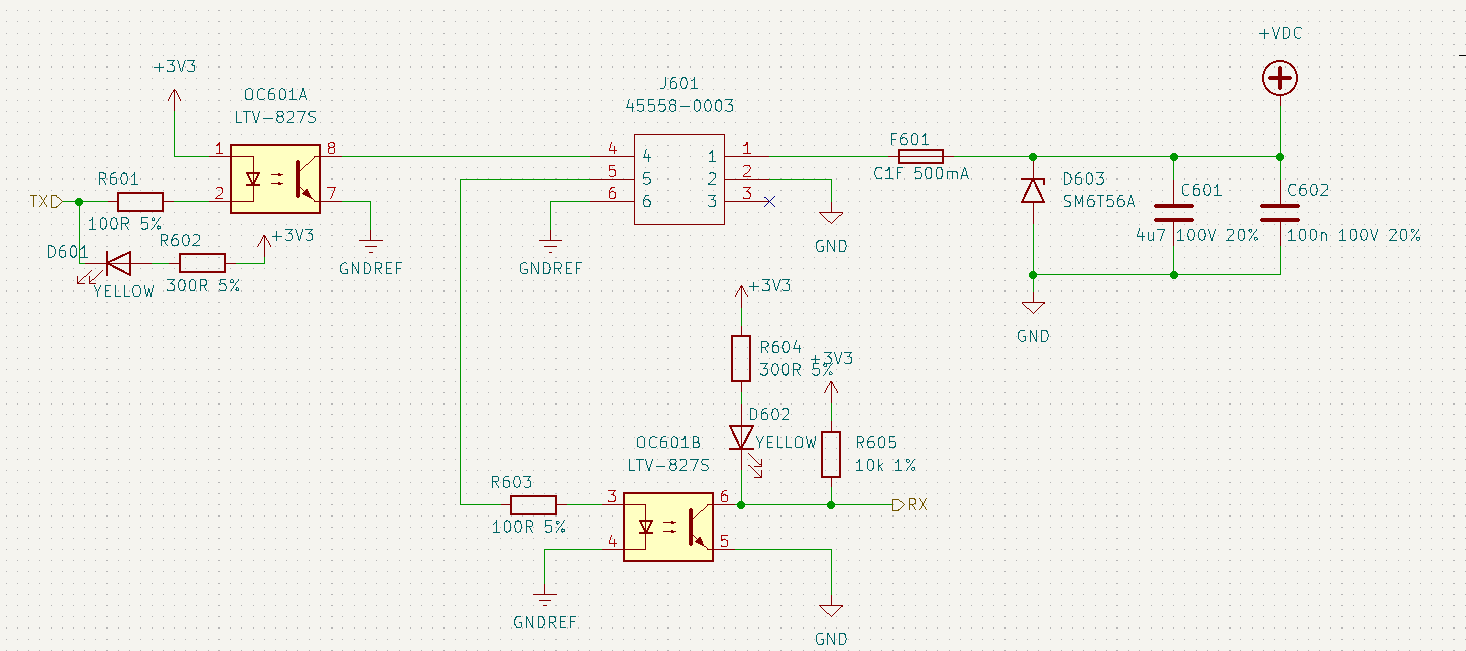 +VDC
+3V3
OC601A
LTV-827S
J601
45558-0003
1
8
4
4
1
1
F601
C1F 500mA
R601
5
5
2
2
D603
SM6T56A
C601
C602
TX
2
7
6
6
3
3
100R 5%
R602
+3V3
4u7 100V 20%
100n 100V 20%
D601
GND
YELLOW
300R 5%
GNDREF
GNDREF
+3V3
GND
R604
300R 5%
+3V3
D602
YELLOW
OC601B
LTV-827S
R605
10k 1%
R603
3
6
RX
100R 5%
4
5
GNDREF
GND